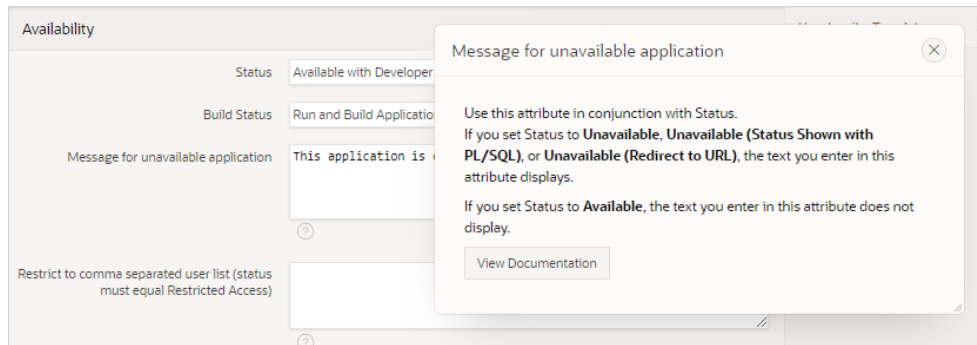 Availability
Status
Available with Developer
Build Status
Run and Build Applicatio
Message for unavailable application
This application is
Restrict to comma separated user list (status
must equal Restricted Access)
Message for unavailable application
Use this attribute in conjunction with Status.
If you set Status to Unavailable, Unavailable (Status Shown with
PL/SQL), or Unavailable (Redirect to URL), the text you enter in this
attribute displays.
If you set Status to Available, the text you enter in this attribute does not
display.
View Documentation